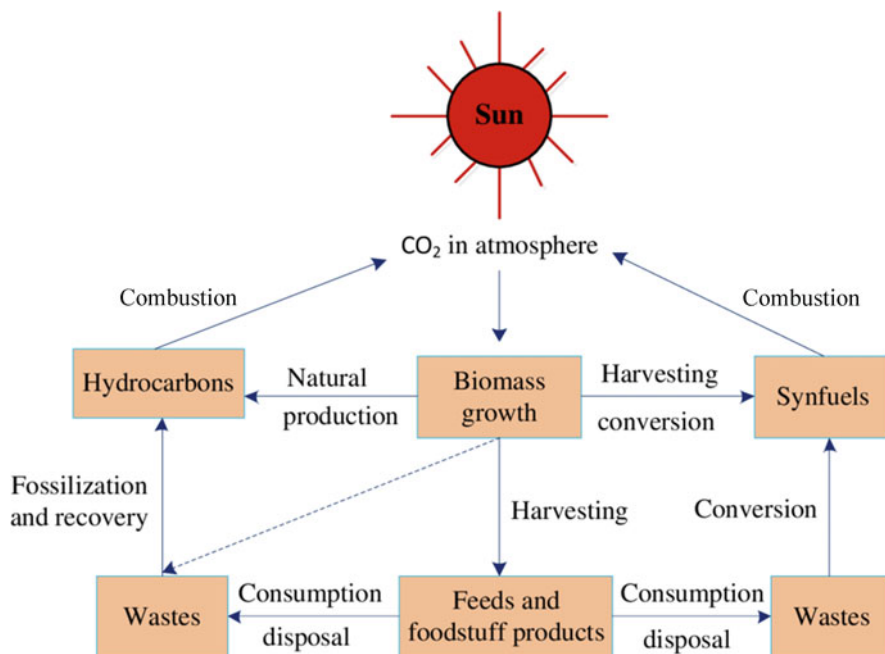 Sun
CO₂ in atmosphere
Combustion
Combustion
Hydrocarbons
Natural
production
Biomass
growth
Harvesting
conversion
Synfuels
Fossilization
and recovery
Harvesting
Conversion
Wastes
Consumption
disposal
Feeds and
foodstuff products
Consumption
disposal
Wastes